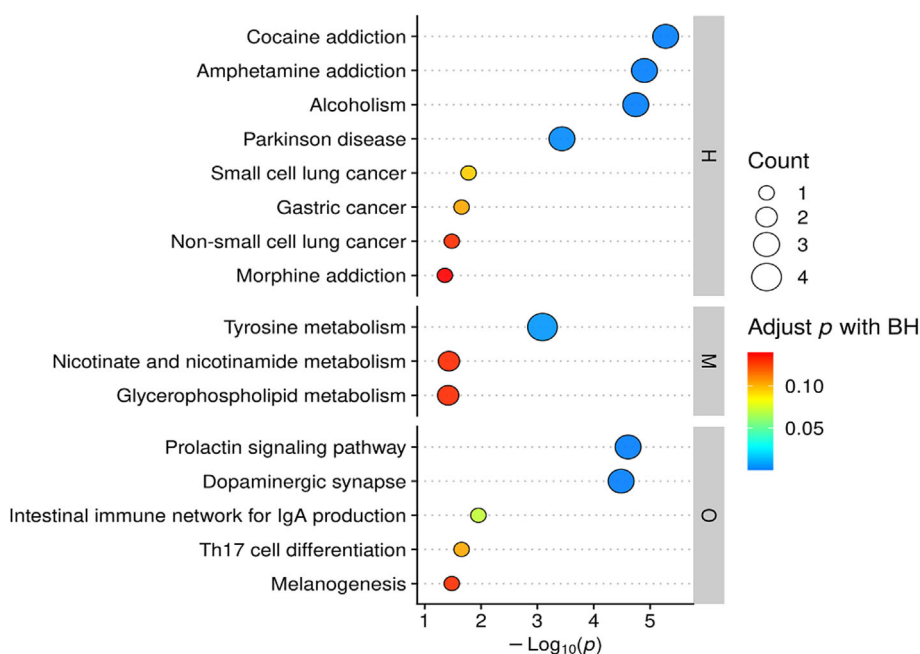 Cocaine addiction
Amphetamine addiction
Alcoholism
Parkinson disease
Small cell lung cancer
Gastric cancer
Non-small cell lung cancer
Morphine addiction
H
Tyrosine metabolism
Nicotinate and nicotinamide metabolism
Glycerophospholipid metabolism
M
Prolactin signaling pathway
Dopaminergic synapse
Intestinal immune network for IgA production
Th17 cell differentiation
Melanogenesis
O
1 2 3 4 5
− Log₁₀(p)
Count
1
2
3
4
Adjust p with BH
0.10
0.05